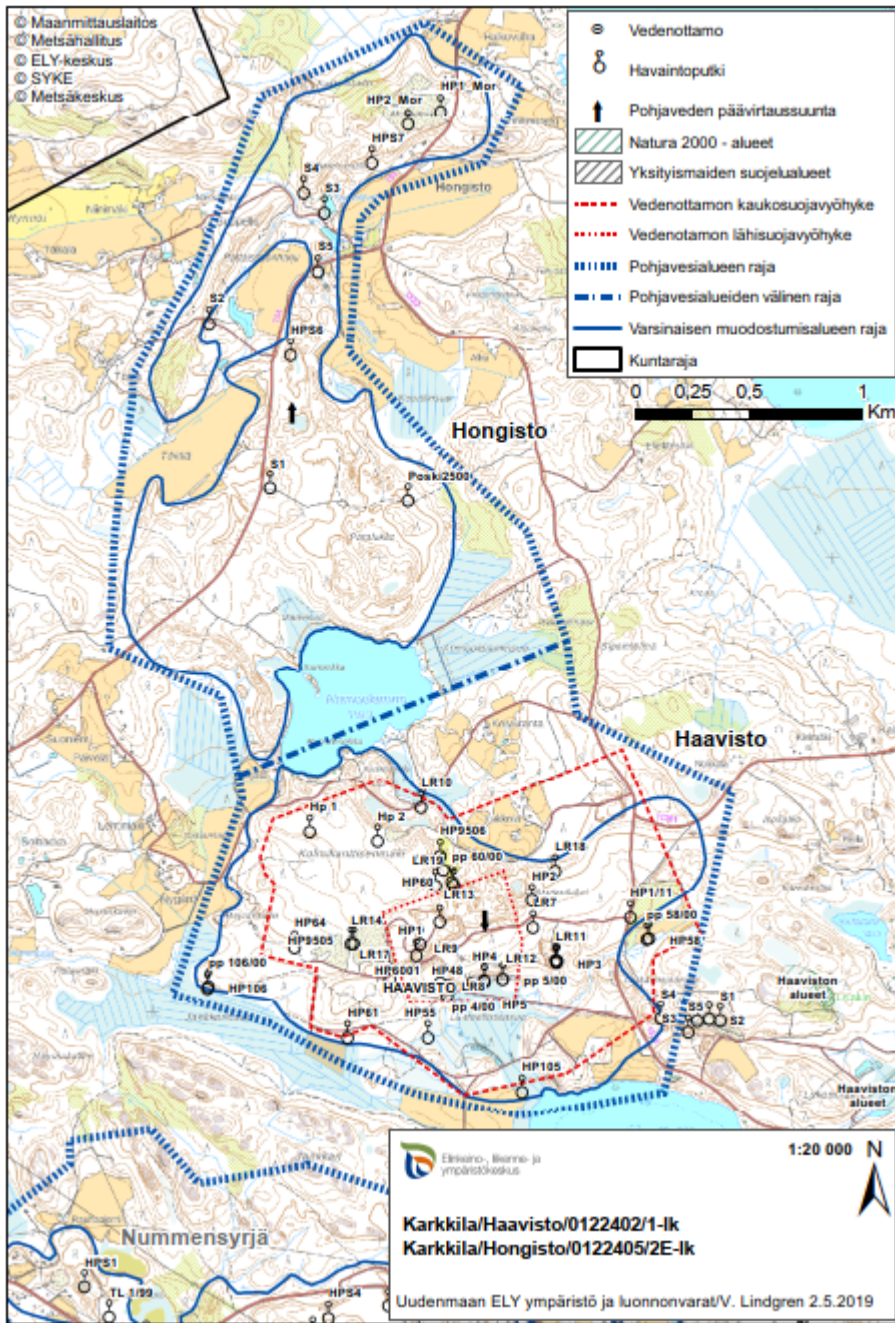 © Maanmittauslaitos
© Metsähallitus
© ELY-keskus
© SYKE
© Metsäkeskus
Vedenottamo
Havaintoputki
Pohjaveden päävirtaussuunta
Natura 2000 - alueet
Yksityismaiden suojelualueet
Vedenottamon kaukosuojavyöhyke
Vedenotamon lähisuojavyöhyke
Pohjavesialueen raja
Pohjavesialueiden välinen raja
Varsinaisen muodostumisalueen raja
Kuntaraja
0 0,25 0,5 1
Km
HP1_Mor
HP2_Mor
HPS7
S4
S3
Hongisto
S5
S2
HPS6
Hongisto
S1
Poski2500
Haavisto
LR10
Hp 1
Hp 2
HP9506
LR18
LR19
pp 60/00
HP60
HP2
LR13
LR7
HP1/11
pp 58/00
HP58
HP64
LR14
HP1
HP9505
LR17
LR9
LR11
HP3
HP6001
HP4
LR12
pp 106/00
HP106
HAAVISTO
HP48
LR8
pp 5/00
HP5
pp 4/00
HP61
HP55
S4
S3
S5
S1
S2
Haaviston
alueet
HP105
Haaviston
alueet
Nummensyrjä
HPS1
TL 1/99
HPS4
Elinkeino-, liikenne- ja
ympäristökeskus
1:20 000
N
Karkkila/Haavisto/0122402/1-lk
Karkkila/Hongisto/0122405/2E-lk
Uudenmaan ELY ympäristö ja luonnonvarat/V. Lindgren 2.5.2019